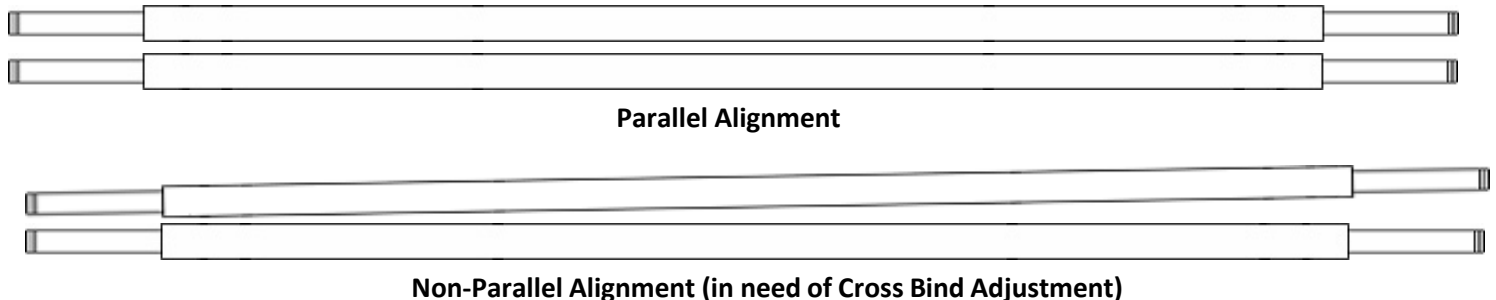 Parallel Alignment
Non-Parallel Alignment (in need of Cross Bind Adjustment)